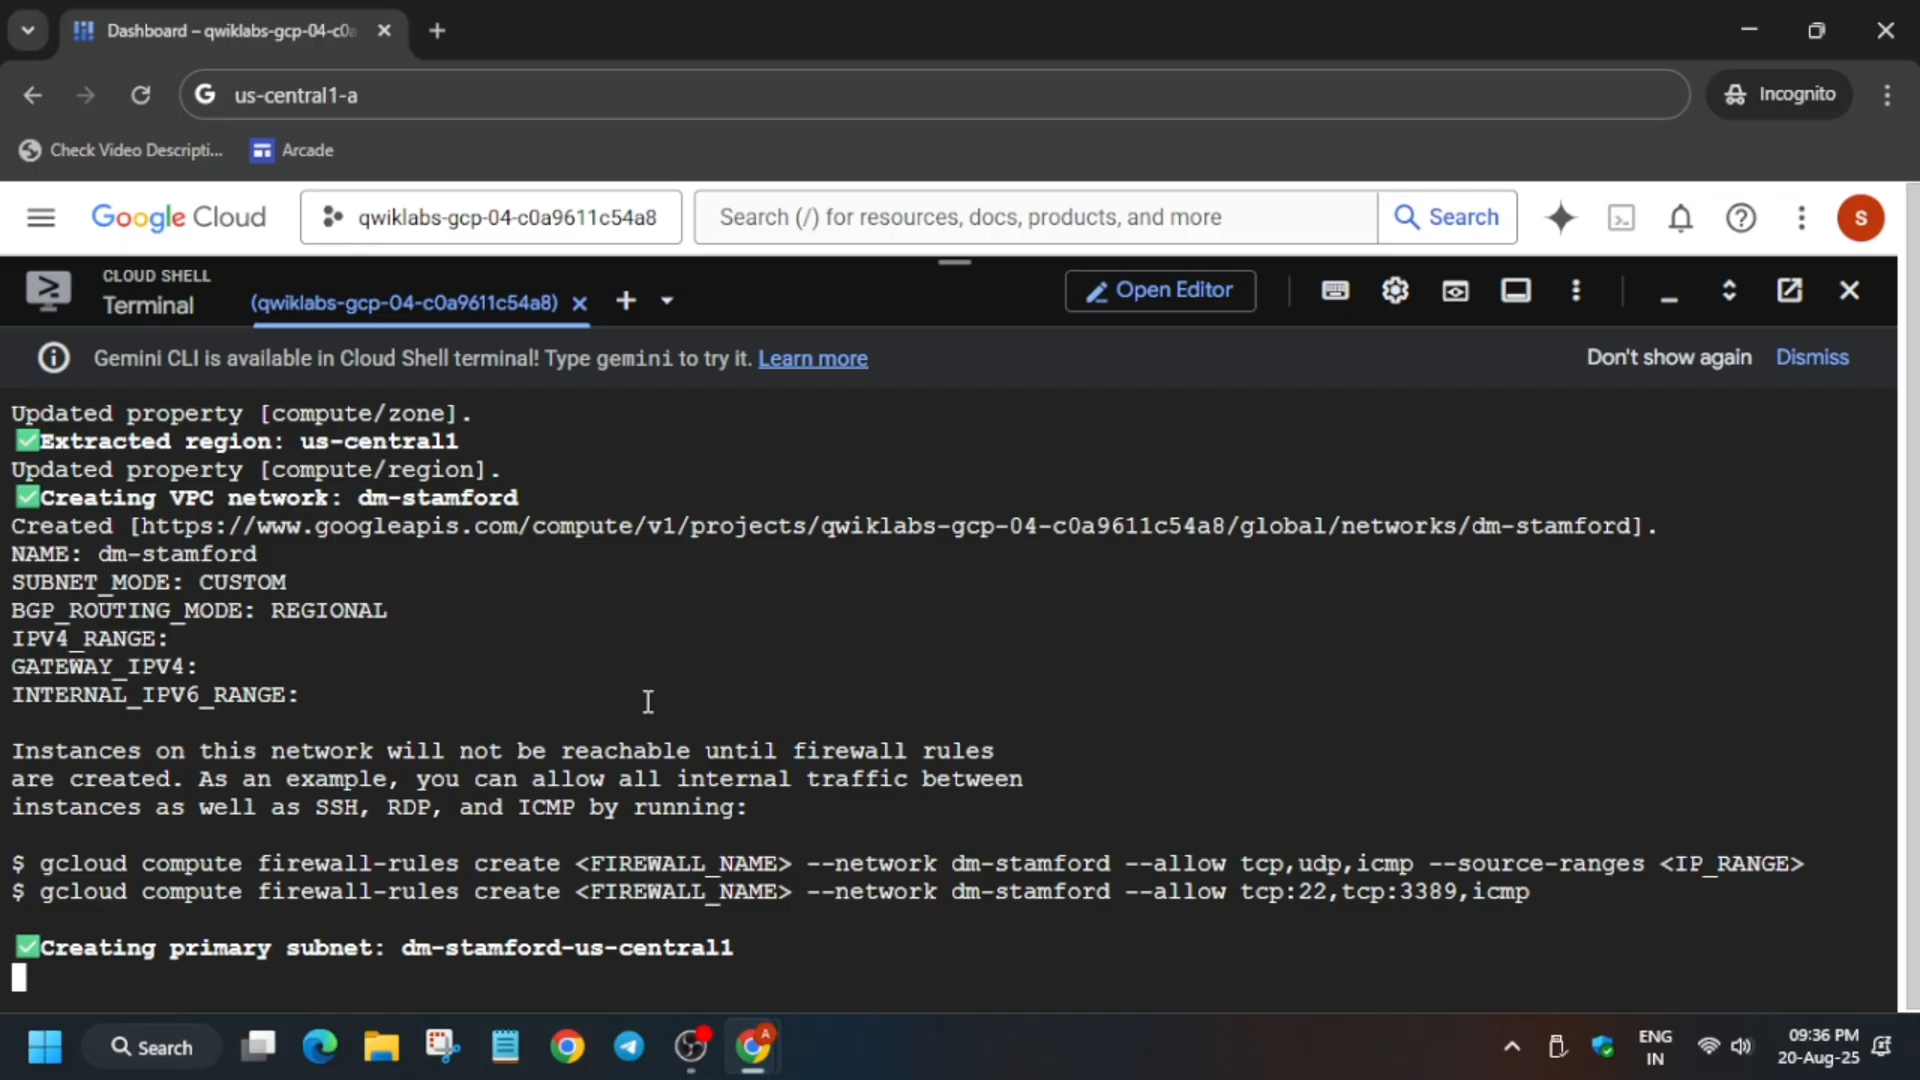 Dashboard – qwiklabs-gcp-04-c0a
us-central1-a
Incognito
Check Video Descripti...
Arcade
Google Cloud
qwiklabs-gcp-04-c0a9611c54a8
Search (/) for resources, docs, products, and more
Search
S
CLOUD SHELL
Terminal
(qwiklabs-gcp-04-c0a9611c54a8)
Open Editor
Gemini CLI is available in Cloud Shell terminal! Type gemini to try it. Learn more
Don't show again
Dismiss
Updated property [compute/zone].
✅Extracted region: us-central1
Updated property [compute/region].
✅Creating VPC network: dm-stamford
Created [https://www.googleapis.com/compute/v1/projects/qwiklabs-gcp-04-c0a9611c54a8/global/networks/dm-stamford].
NAME: dm-stamford
SUBNET_MODE: CUSTOM
BGP_ROUTING_MODE: REGIONAL
IPV4_RANGE:
GATEWAY_IPV4:
INTERNAL_IPV6_RANGE:
Instances on this network will not be reachable until firewall rules
are created. As an example, you can allow all internal traffic between
instances as well as SSH, RDP, and ICMP by running:
$ gcloud compute firewall-rules create <FIREWALL_NAME> --network dm-stamford --allow tcp,udp,icmp --source-ranges <IP_RANGE>
$ gcloud compute firewall-rules create <FIREWALL_NAME> --network dm-stamford --allow tcp:22,tcp:3389,icmp
✅Creating primary subnet: dm-stamford-us-central1
Search
A
ENG
IN
09:36 PM
20-Aug-25